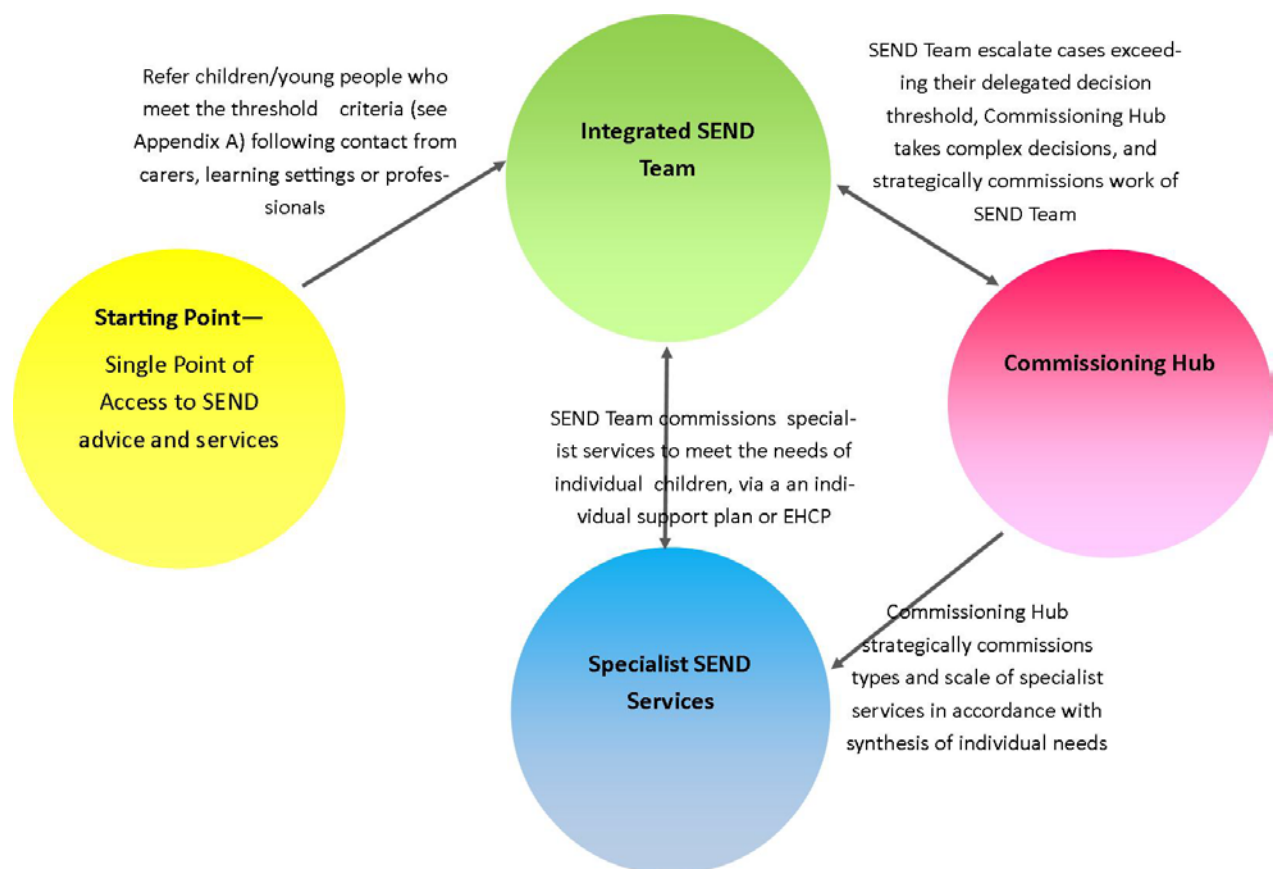 Refer children/young people who
meet the threshold criteria (see
Appendix A) following contact from
carers, learning settings or profes-
sionals
Integrated SEND
Team
SEND Team escalate cases exceed-
ing their delegated decision
threshold, Commissioning Hub
takes complex decisions, and
strategically commissions work of
SEND Team
Starting Point—
Single Point of
Access to SEND
advice and services
Commissioning Hub
SEND Team commissions special-
ist services to meet the needs of
individual children, via a an indi-
vidual support plan or EHCP
Specialist SEND
Services
Commissioning Hub
strategically commissions
types and scale of specialist
services in accordance with
synthesis of individual needs